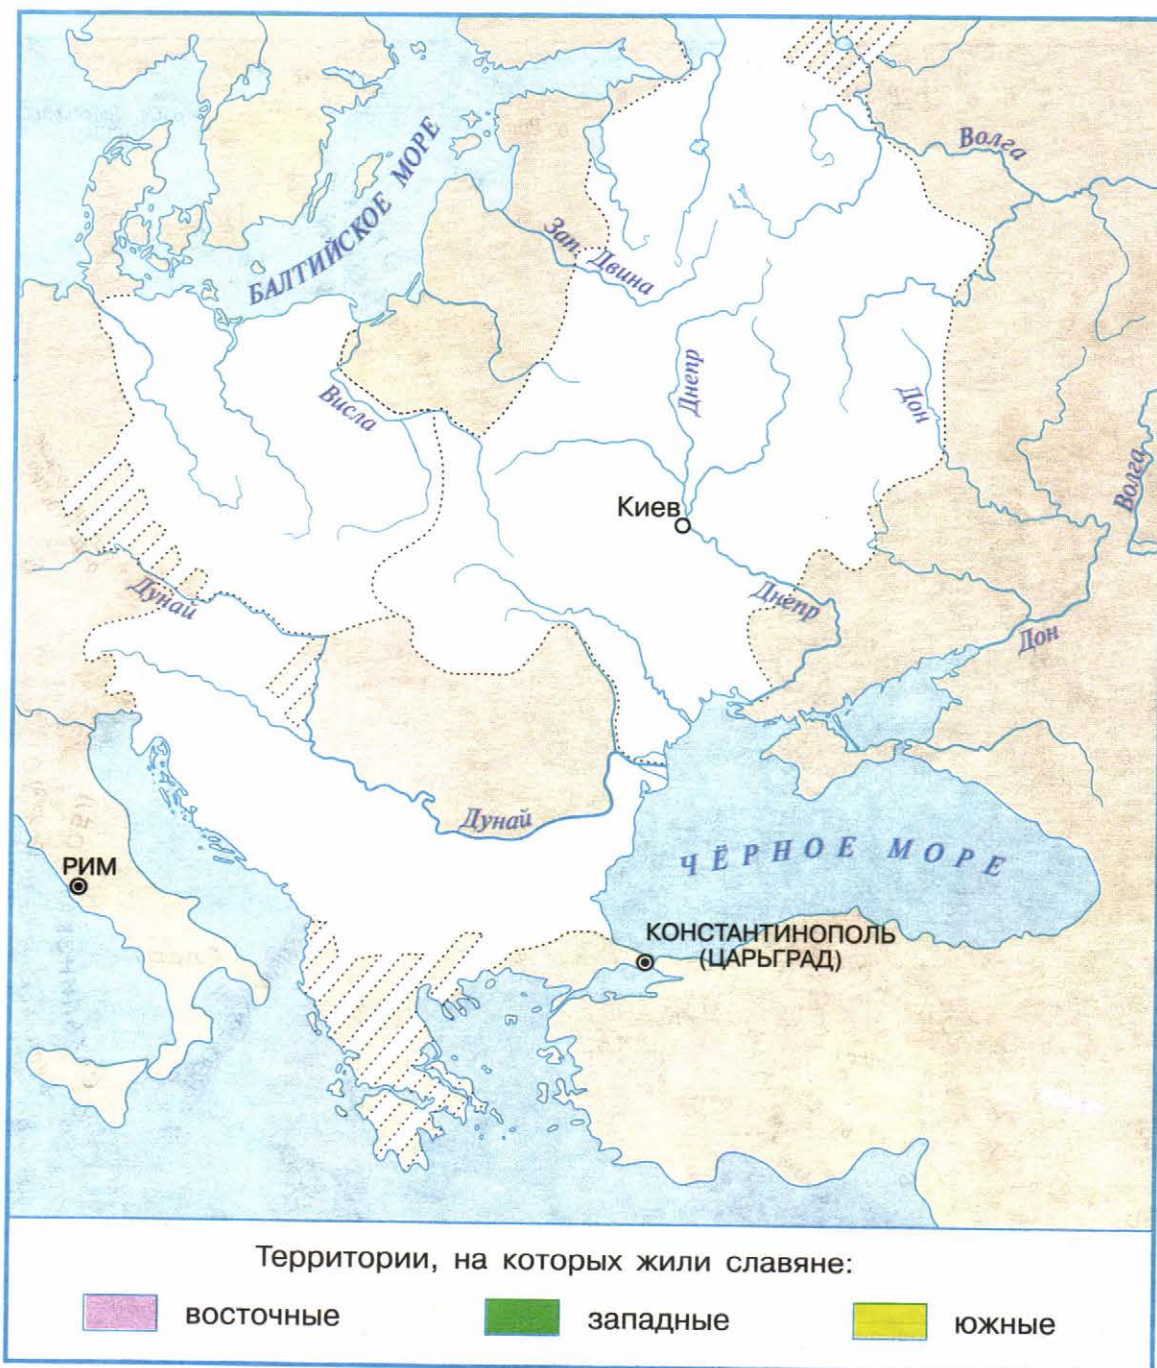 Волга
БАЛТИЙСКОЕ МОРЕ
Зап. Двина
Днепр
Висла
Дон
Волга
Киев
Дунай
Днепр
Дон
Дунай
ЧЁРНОЕ МОРЕ
РИМ
КОНСТАНТИНОПОЛЬ
(ЦАРЬГРАД)
Территории, на которых жили славяне:
восточные
западные
южные